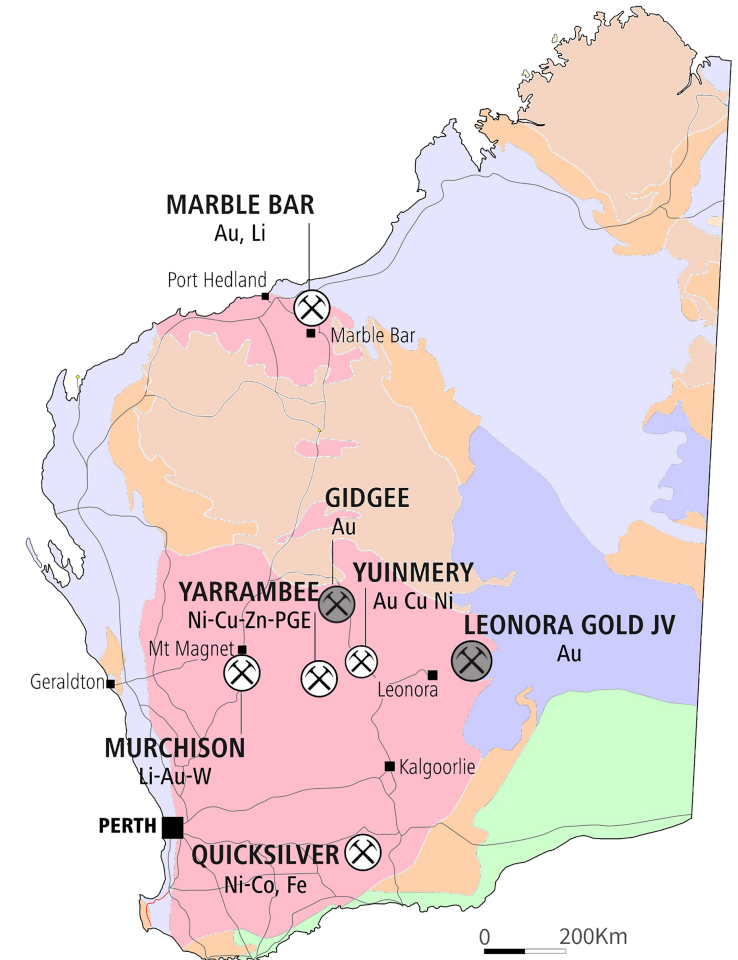 MARBLE BAR
Au, Li
Port Hedland
Marble Bar
GIDGEE
Au
YUINMERY
Au Cu Ni
YARRAMBEE
Ni-Cu-Zn-PGE
LEONORA GOLD JV
Au
Mt Magnet
Geraldton
Leonora
MURCHISON
Li-Au-W
Kalgoorlie
PERTH
QUICKSILVER
Ni-Co, Fe
0 200Km